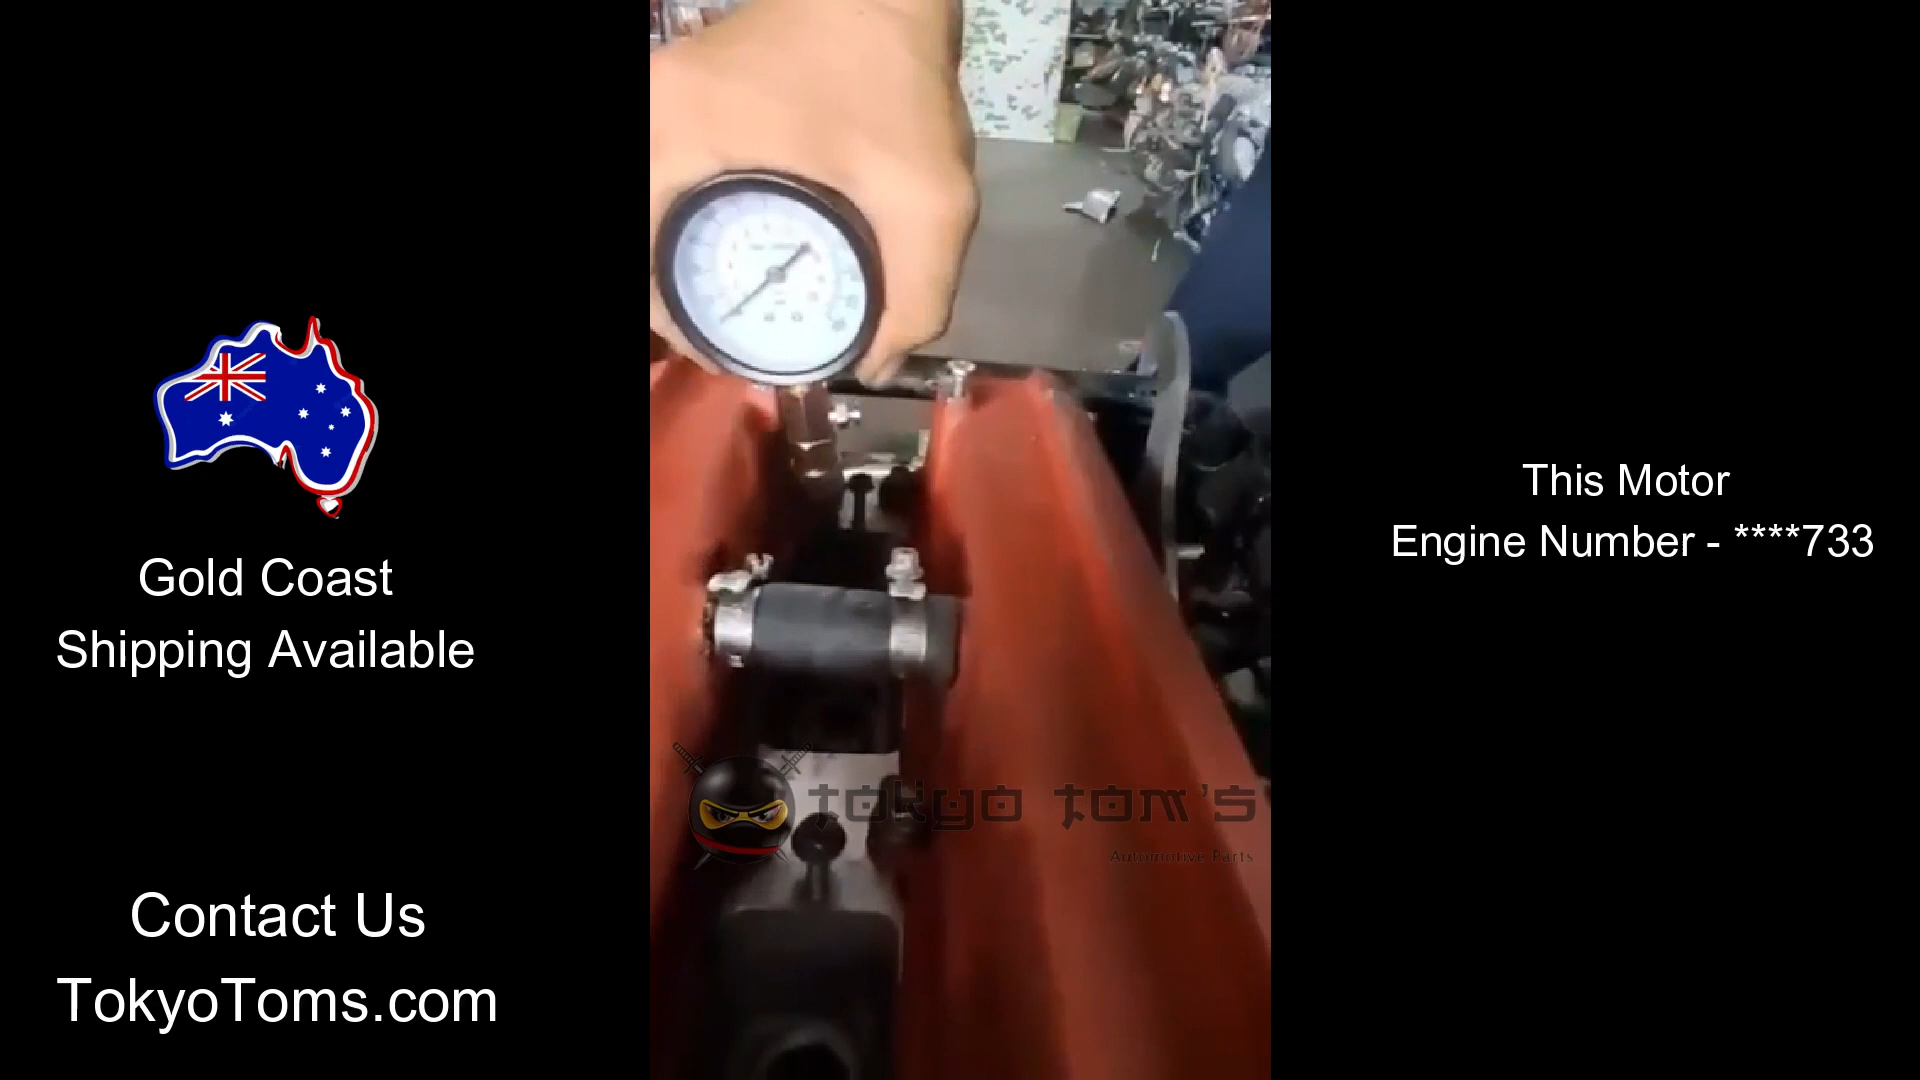 Gold Coast
Shipping Available
Contact Us
TokyoToms.com
TOKYO TOM'S
Automotive Parts
This Motor
Engine Number - ****733